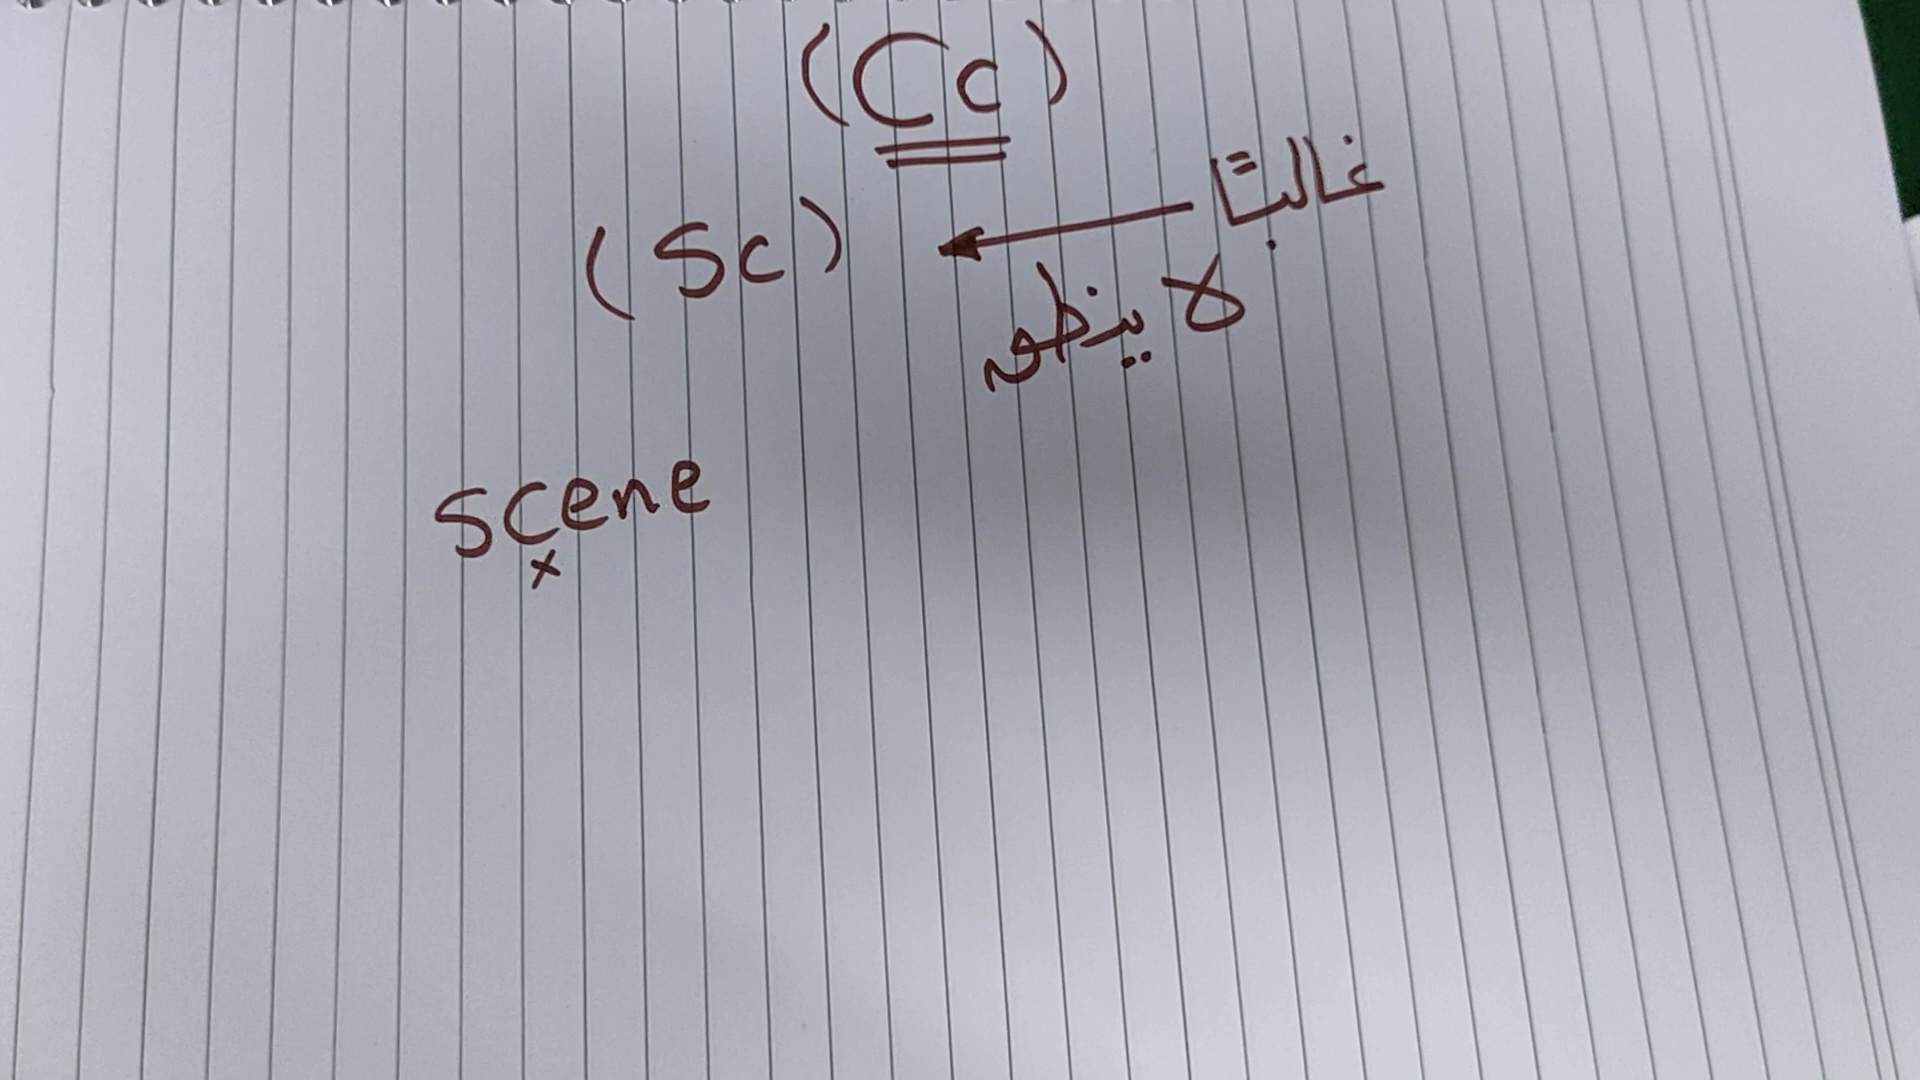 (Cc)
غالبًا
(Sc)
لا ينطق
scene
x